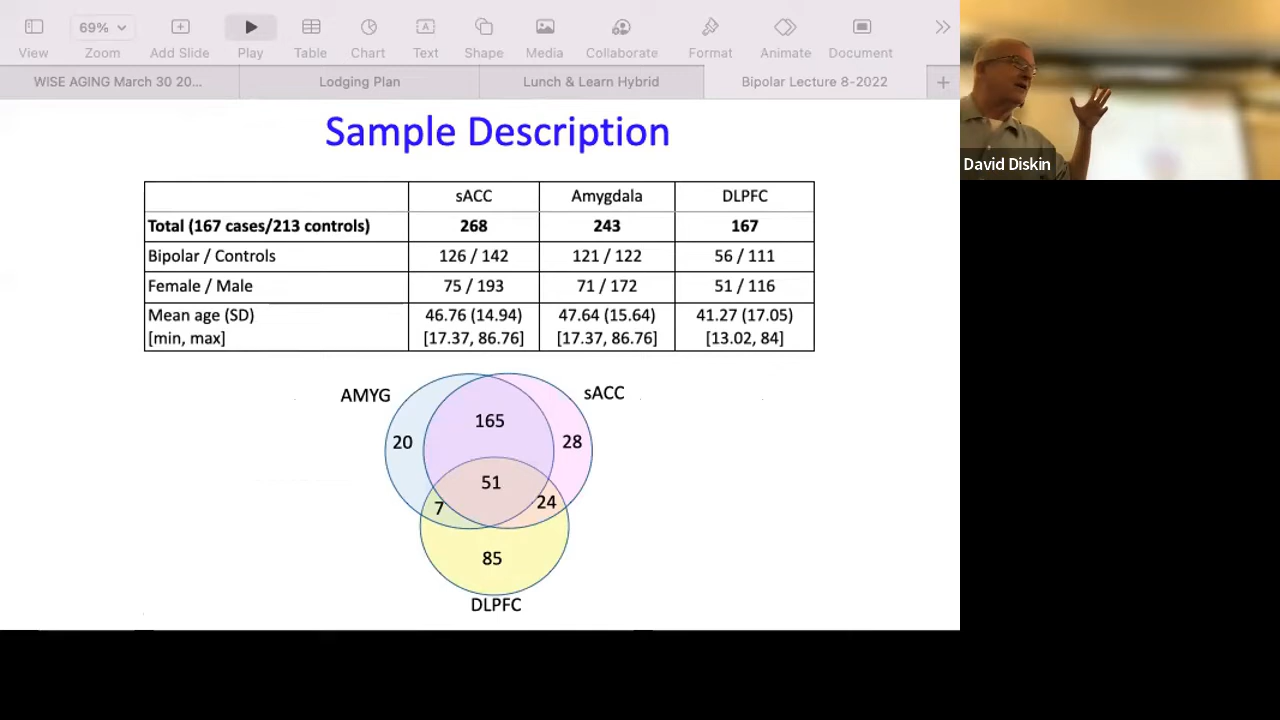 69%
View Zoom Add Slide Play Table Chart Text Shape Media Collaborate Format Animate Document
WISE AGING March 30 20... Lodging Plan Lunch & Learn Hybrid Bipolar Lecture 8-2022
Sample Description
sACC Amygdala DLPFC
Total (167 cases/213 controls) 268 243 167
Bipolar / Controls 126 / 142 121 / 122 56 / 111
Female / Male 75 / 193 71 / 172 51 / 116
Mean age (SD) 46.76 (14.94) 47.64 (15.64) 41.27 (17.05)
[min, max] [17.37, 86.76] [17.37, 86.76] [13.02, 84]
AMYG sACC
165
20 28
51
7 24
85
DLPFC
David Diskin